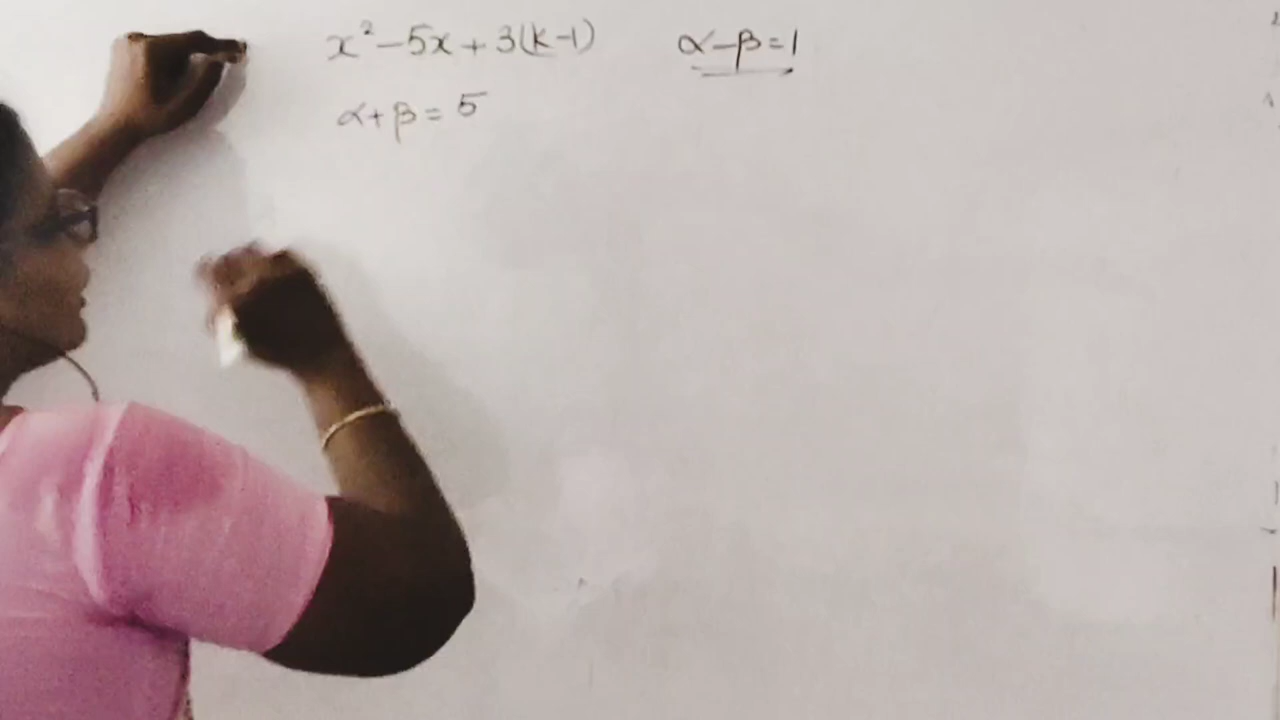 x² - 5x + 3(k-1) α - β = 1
α + β = 5